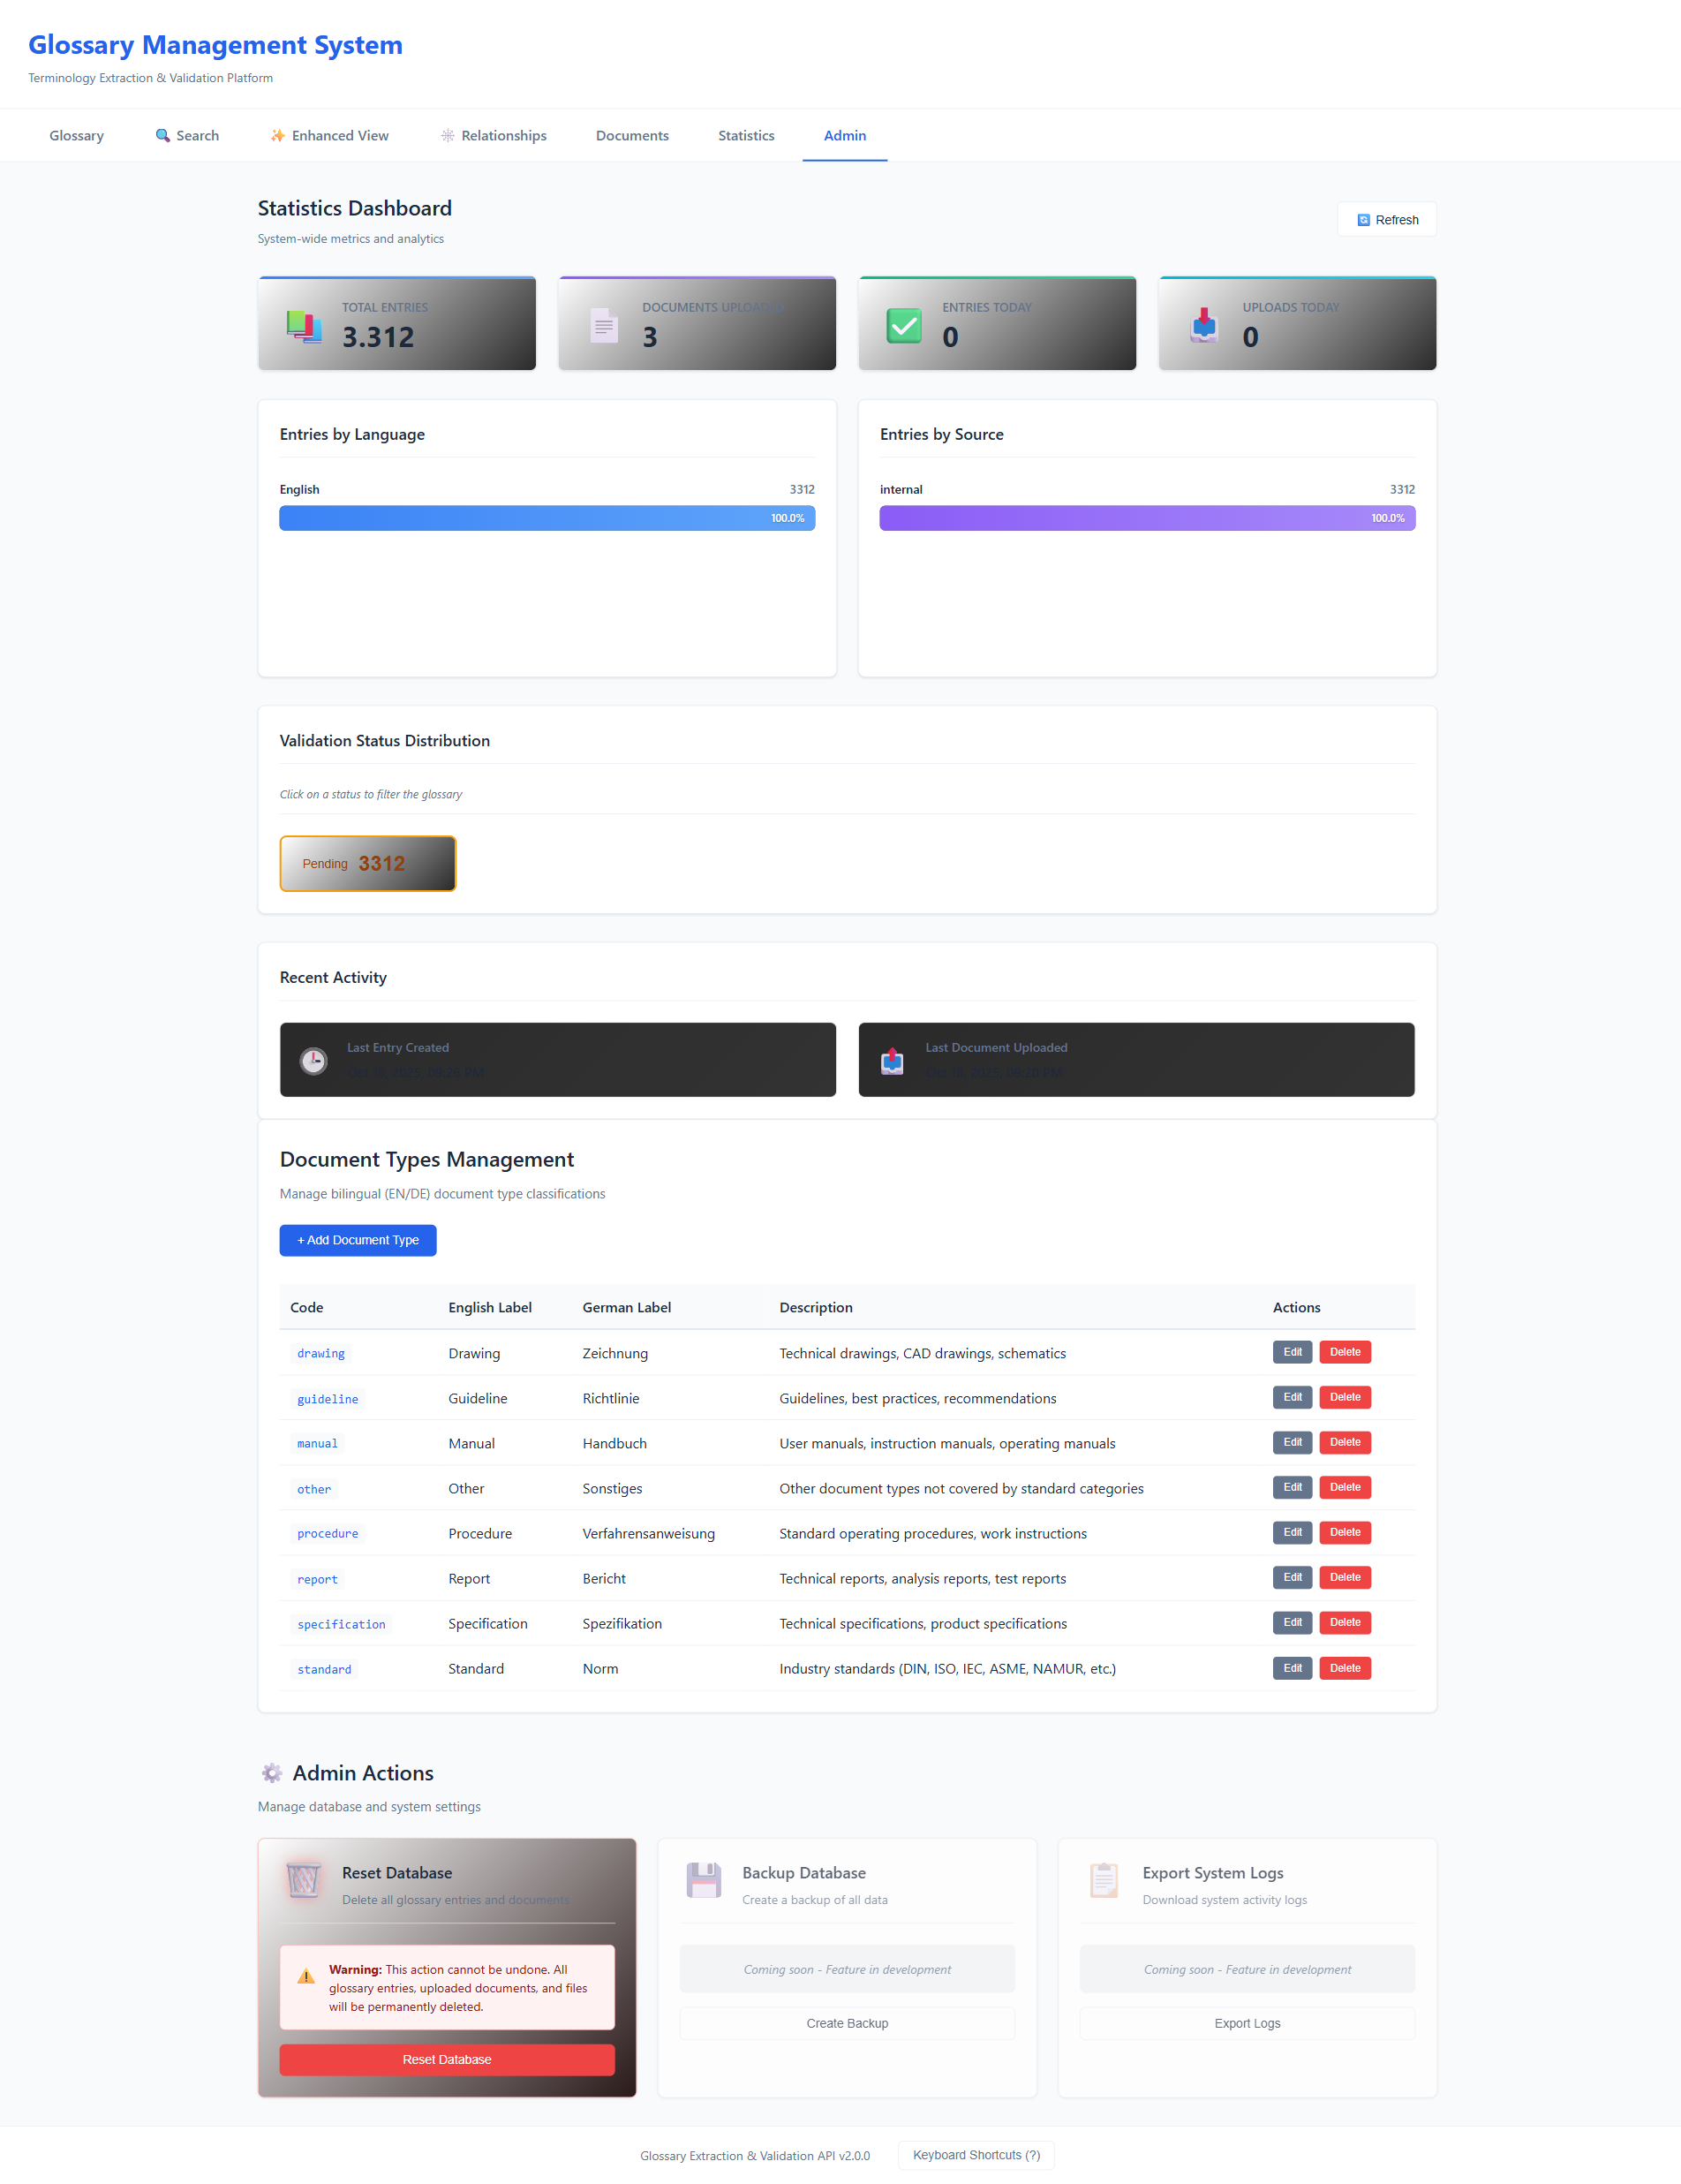 Glossary Management System
Terminology Extraction & Validation Platform
Glossary
Search
Enhanced View
Relationships
Documents
Statistics
Admin
Statistics Dashboard
System-wide metrics and analytics
Refresh
TOTAL ENTRIES
3.312
DOCUMENTS UPLOADED
3
ENTRIES TODAY
0
UPLOADS TODAY
0
Entries by Language
English 3312
100.0%
Entries by Source
internal 3312
100.0%
Validation Status Distribution
Click on a status to filter the glossary
Pending 3312
Recent Activity
Last Entry Created
Last Document Uploaded
Document Types Management
Manage bilingual (EN/DE) document type classifications
+ Add Document Type
Code English Label German Label Description Actions
drawing Drawing Zeichnung Technical drawings, CAD drawings, schematics Edit Delete
guideline Guideline Richtlinie Guidelines, best practices, recommendations Edit Delete
manual Manual Handbuch User manuals, instruction manuals, operating manuals Edit Delete
other Other Sonstiges Other document types not covered by standard categories Edit Delete
procedure Procedure Verfahrensanweisung Standard operating procedures, work instructions Edit Delete
report Report Bericht Technical reports, analysis reports, test reports Edit Delete
specification Specification Spezifikation Technical specifications, product specifications Edit Delete
standard Standard Norm Industry standards (DIN, ISO, IEC, ASME, NAMUR, etc.) Edit Delete
Admin Actions
Manage database and system settings
Reset Database
Delete all glossary entries and documents
Warning: This action cannot be undone. All
glossary entries, uploaded documents, and files
will be permanently deleted.
Reset Database
Backup Database
Create a backup of all data
Coming soon - Feature in development
Create Backup
Export System Logs
Download system activity logs
Coming soon - Feature in development
Export Logs
Glossary Extraction & Validation API v2.0.0
Keyboard Shortcuts (?)